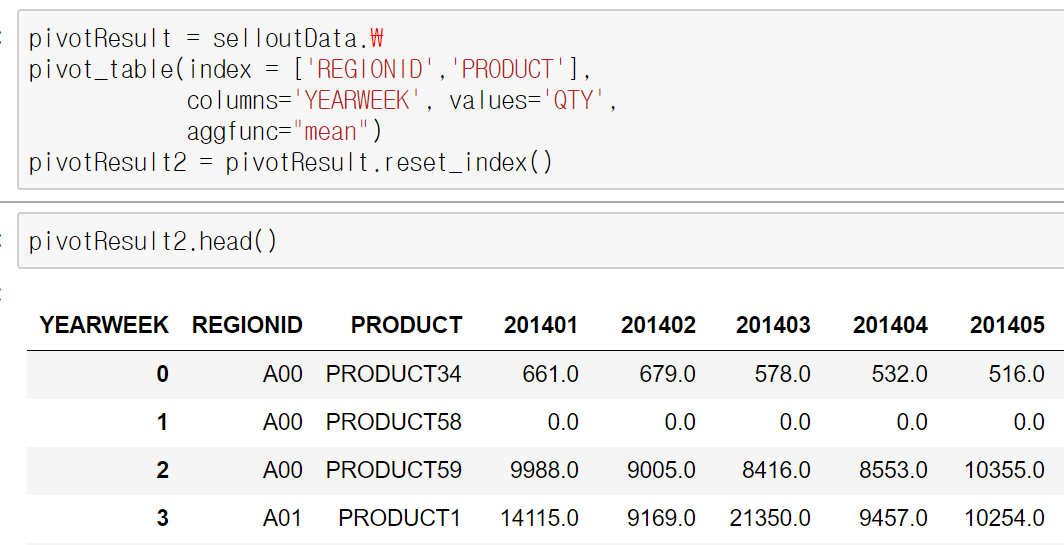 pivotResult = selloutData.₩
pivot_table(index = ['REGIONID','PRODUCT'],
columns='YEARWEEK', values='QTY',
aggfunc="mean")
pivotResult2 = pivotResult.reset_index()
pivotResult2.head()
YEARWEEK REGIONID PRODUCT 201401 201402 201403 201404 201405
0 A00 PRODUCT34 661.0 679.0 578.0 532.0 516.0
1 A00 PRODUCT58 0.0 0.0 0.0 0.0 0.0
2 A00 PRODUCT59 9988.0 9005.0 8416.0 8553.0 10355.0
3 A01 PRODUCT1 14115.0 9169.0 21350.0 9457.0 10254.0